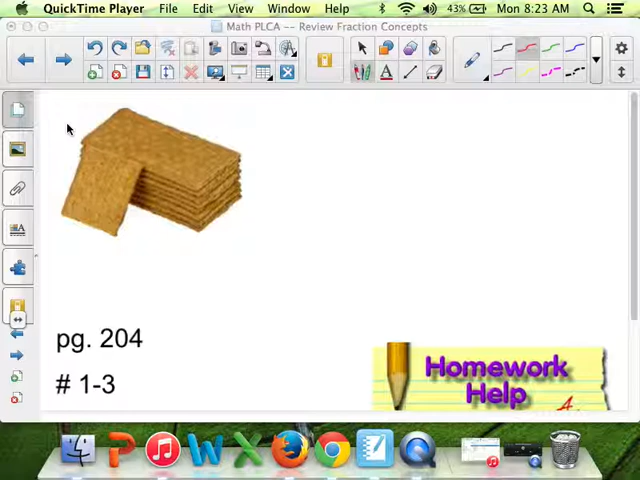 QuickTime Player File Edit View Window Help 43% Mon 8:23 AM
Math PLCA -- Review Fraction Concepts
pg. 204
# 1-3
Homework
Help